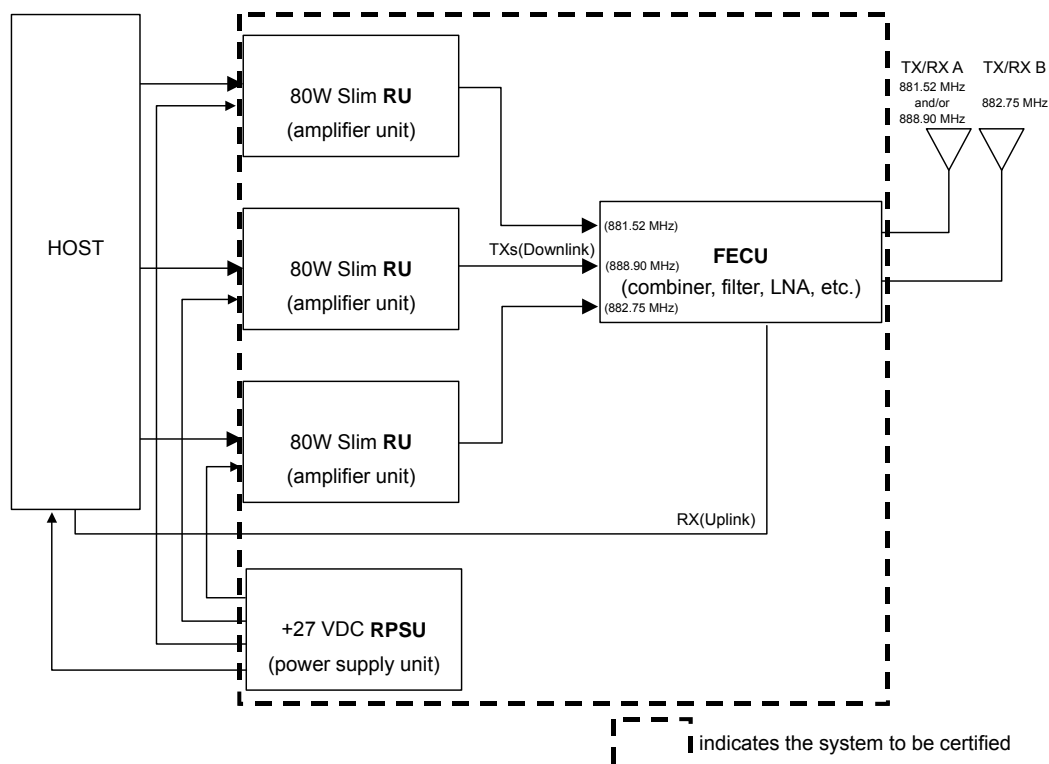 HOST
80W Slim RU
(amplifier unit)
80W Slim RU
(amplifier unit)
80W Slim RU
(amplifier unit)
+27 VDC RPSU
(power supply unit)
TXs(Downlink)
RX(Uplink)
(881.52 MHz)
(888.90 MHz)
(882.75 MHz)
FECU
(combiner, filter, LNA, etc.)
TX/RX A
881.52 MHz
and/or
888.90 MHz
TX/RX B
882.75 MHz
indicates the system to be certified